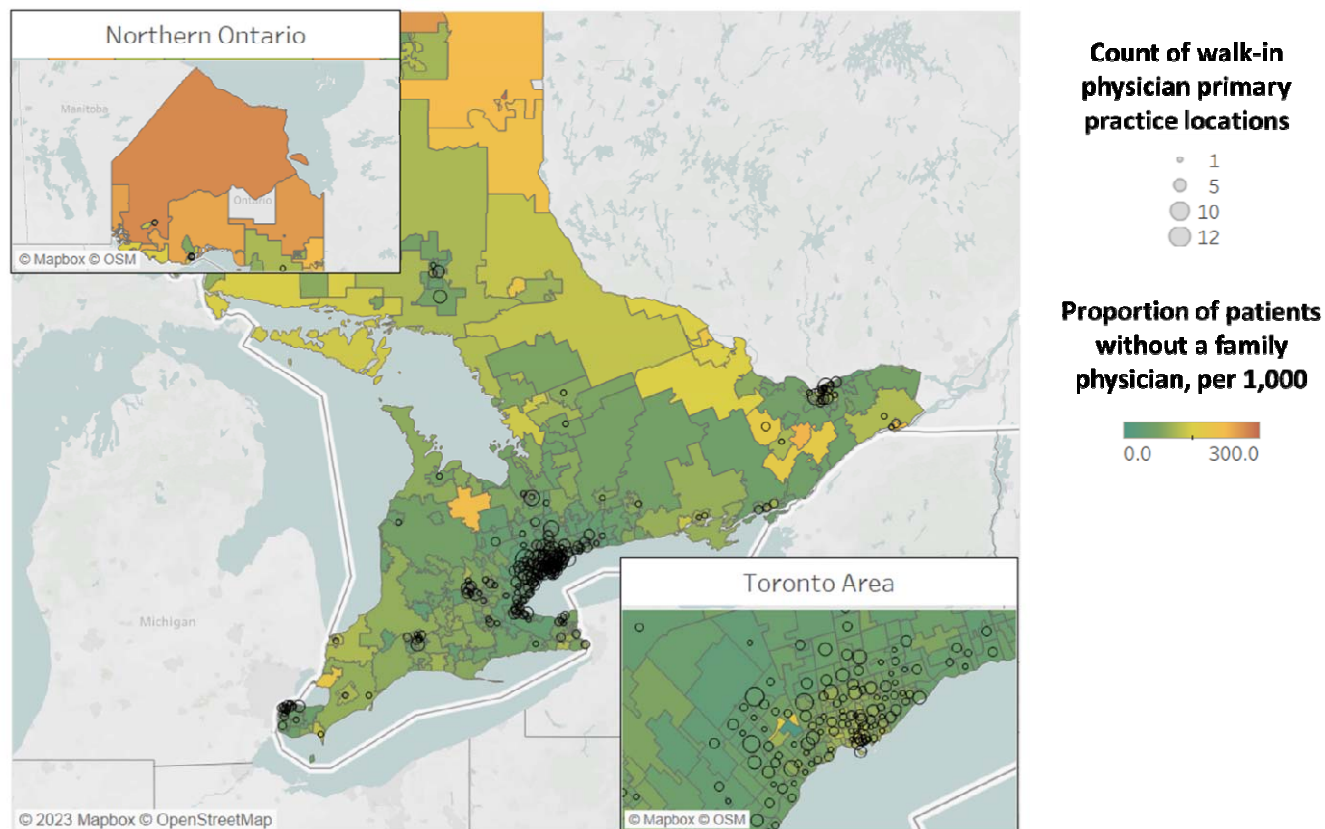 Northern Ontario
Manitoba
Ontario
© Mapbox © OSM
Michigan
Toronto Area
© Mapbox © OSM
© 2023 Mapbox © OpenStreetMap
Count of walk-in
physician primary
practice locations
1
5
10
12
Proportion of patients
without a family
physician, per 1,000
0.0 300.0